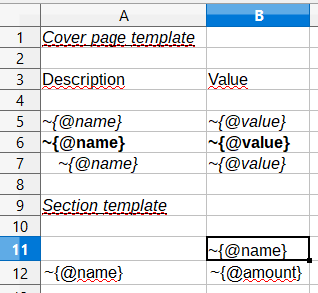 A B
1 Cover page template
2
3 Description Value
4
5 ~{@name} ~{@value}
6 ~{@name} ~{@value}
7 ~{@name} ~{@value}
8
9 Section template
10
11 ~{@name}
12 ~{@name} ~{@amount}